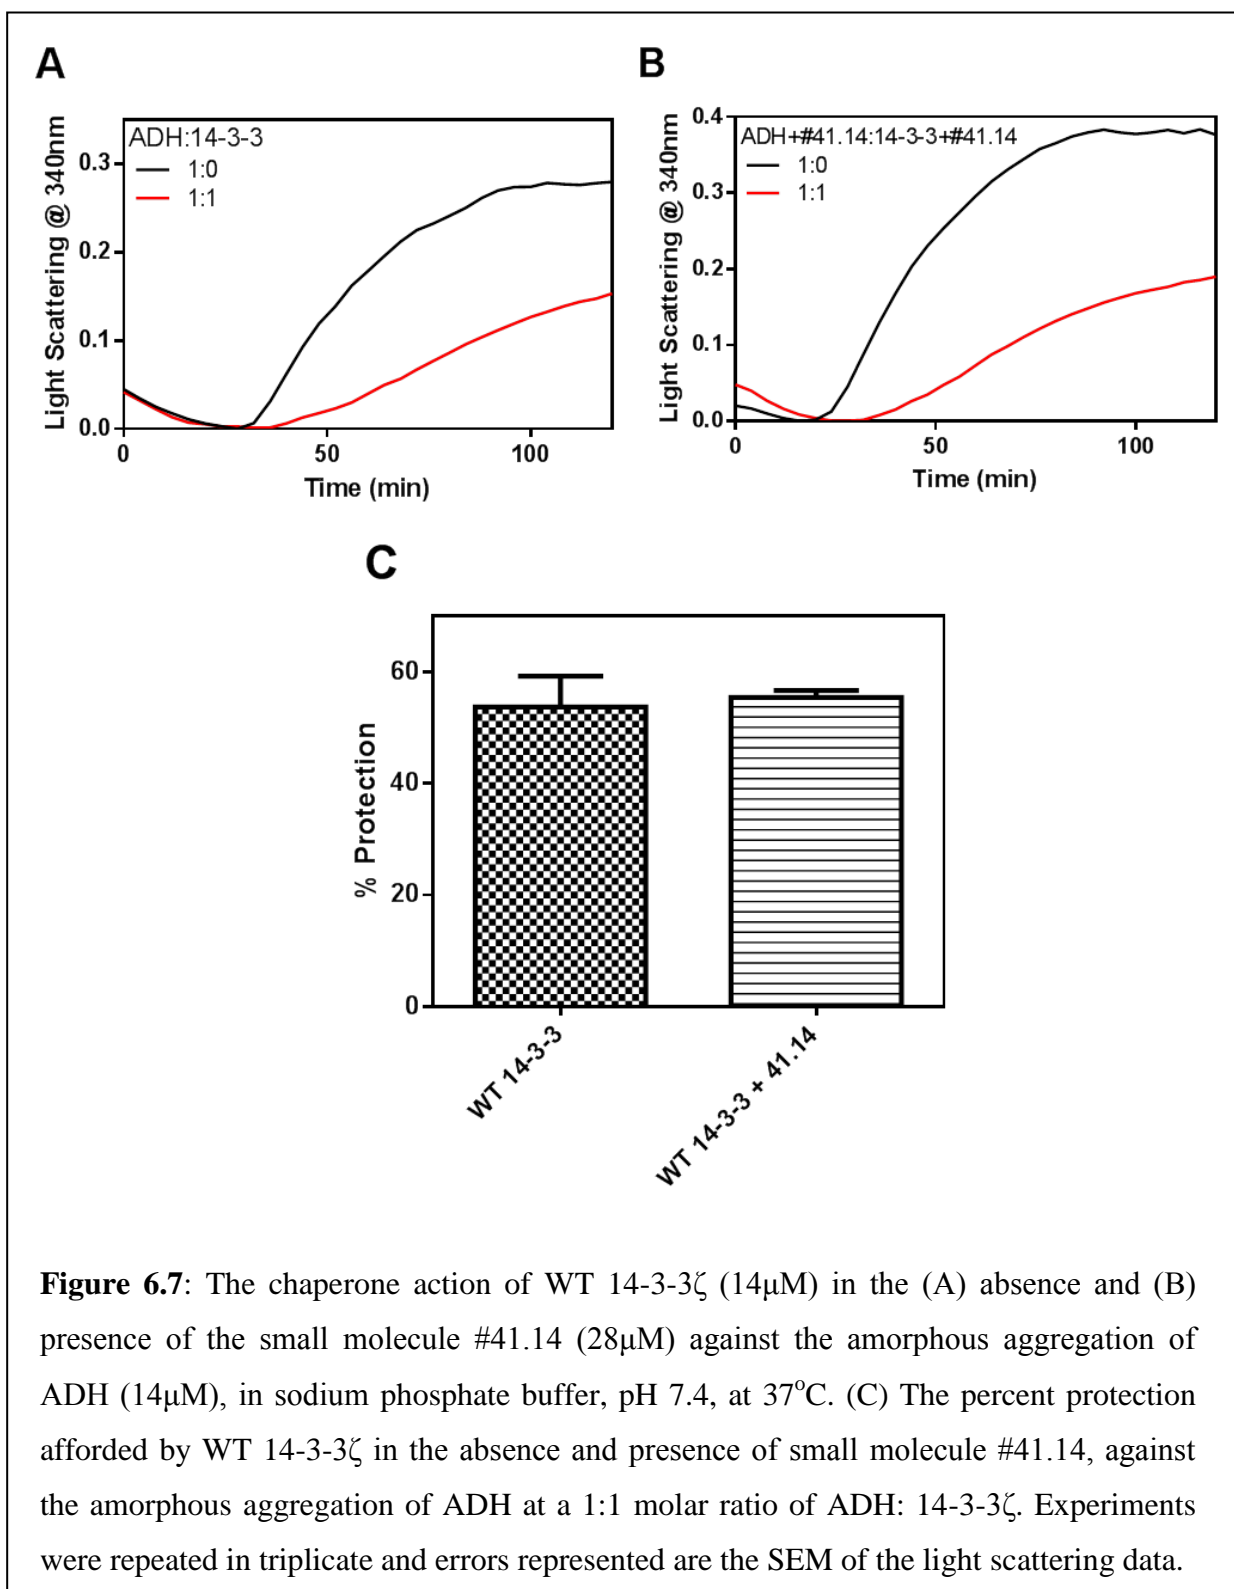 A
ADH:14-3-3
1:0
1:1
Light Scattering @ 340nm
0.3
0.2
0.1
0.0
0
50
100
Time (min)
B
ADH+#41.14:14-3-3+#41.14
1:0
1:1
Light Scattering @ 340nm
0.4
0.3
0.2
0.1
0.0
0
50
100
Time (min)
C
% Protection
60
40
20
0
WT 14-3-3
WT 14-3-3 + 41.14
Figure 6.7: The chaperone action of WT 14-3-3ζ (14μM) in the (A) absence and (B)
presence of the small molecule #41.14 (28μM) against the amorphous aggregation of
ADH (14μM), in sodium phosphate buffer, pH 7.4, at 37°C. (C) The percent protection
afforded by WT 14-3-3ζ in the absence and presence of small molecule #41.14, against
the amorphous aggregation of ADH at a 1:1 molar ratio of ADH: 14-3-3ζ. Experiments
were repeated in triplicate and errors represented are the SEM of the light scattering data.